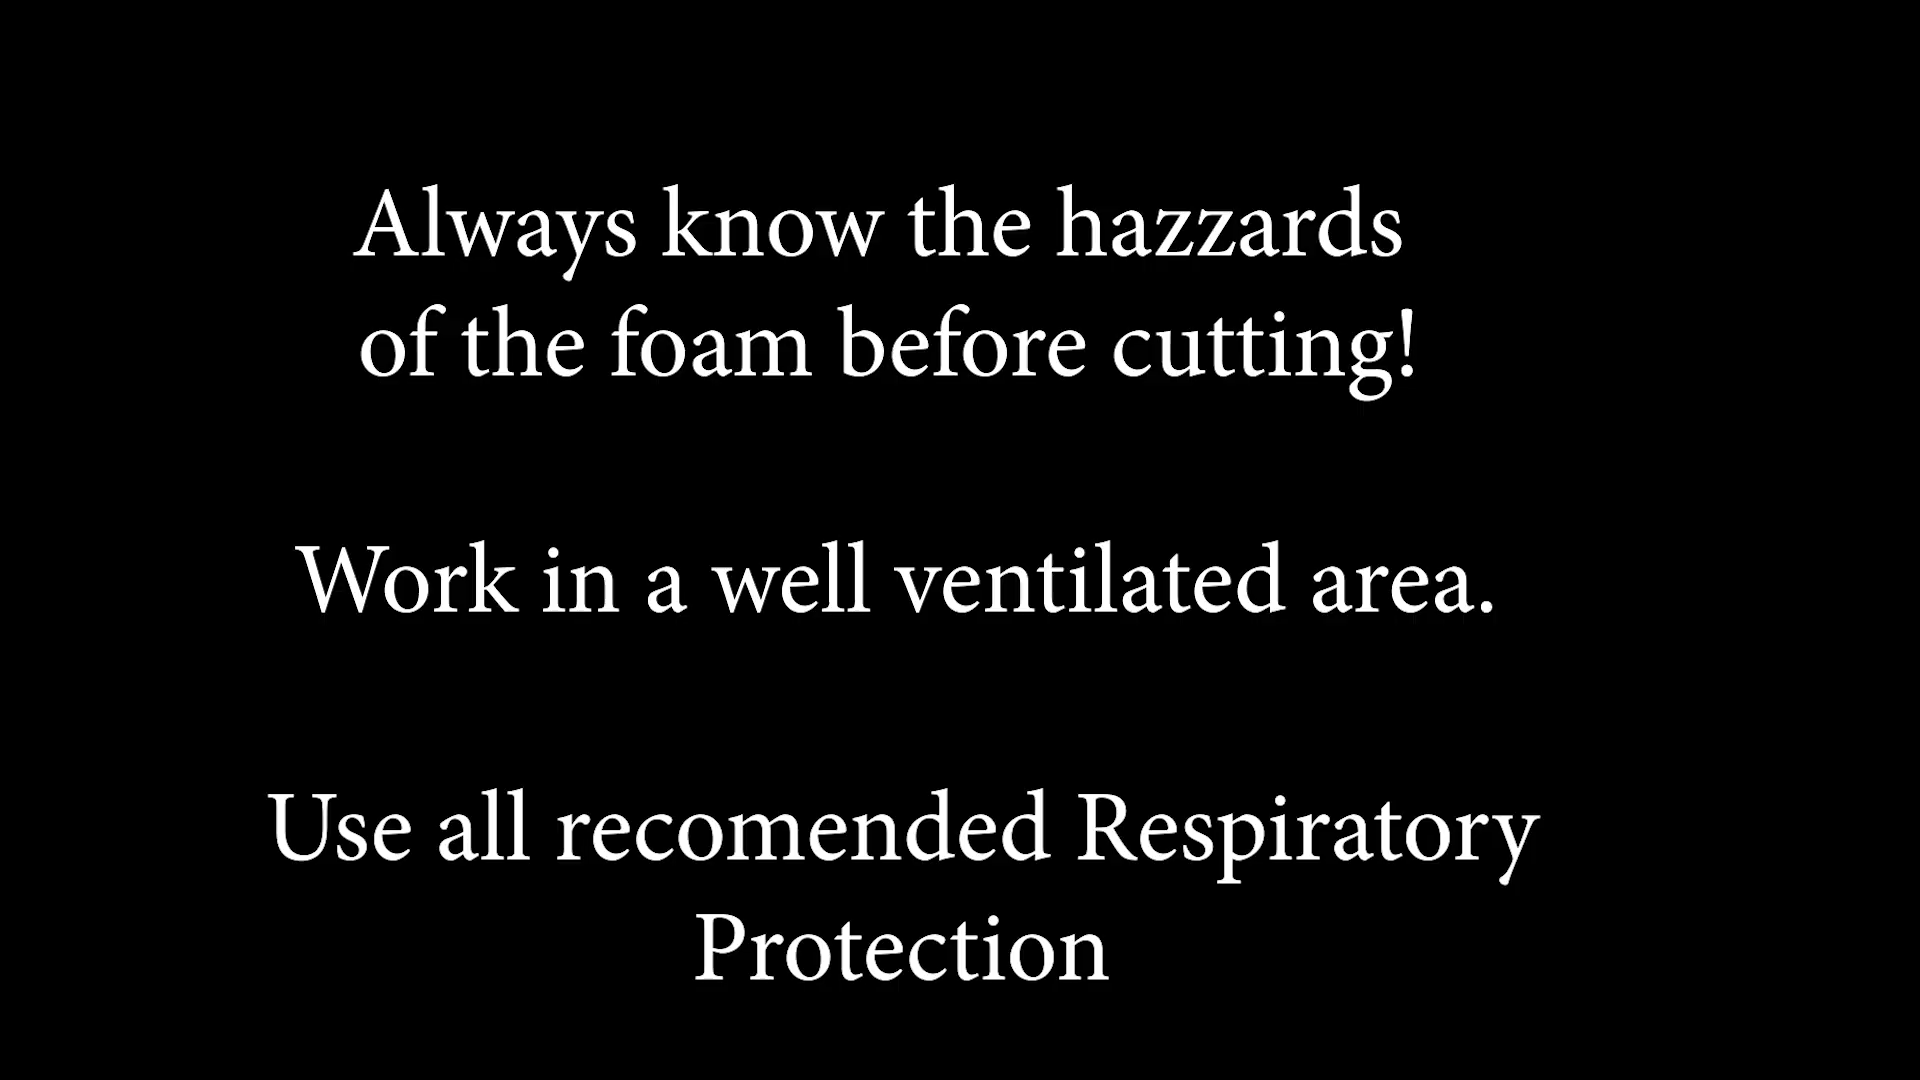 Always know the hazzards
of the foam before cutting!
Work in a well ventilated area.
Use all recomended Respiratory
Protection